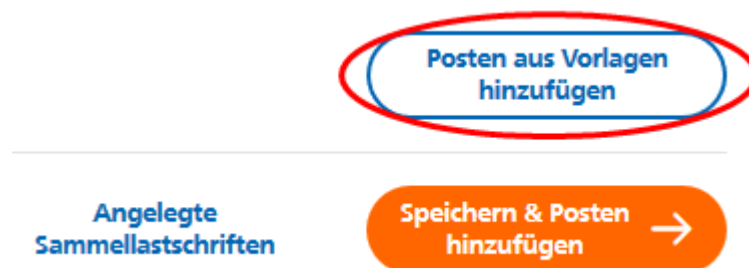 Posten aus Vorlagen
hinzufügen
Angelegte
Sammellastschriften
Speichern & Posten
hinzufügen